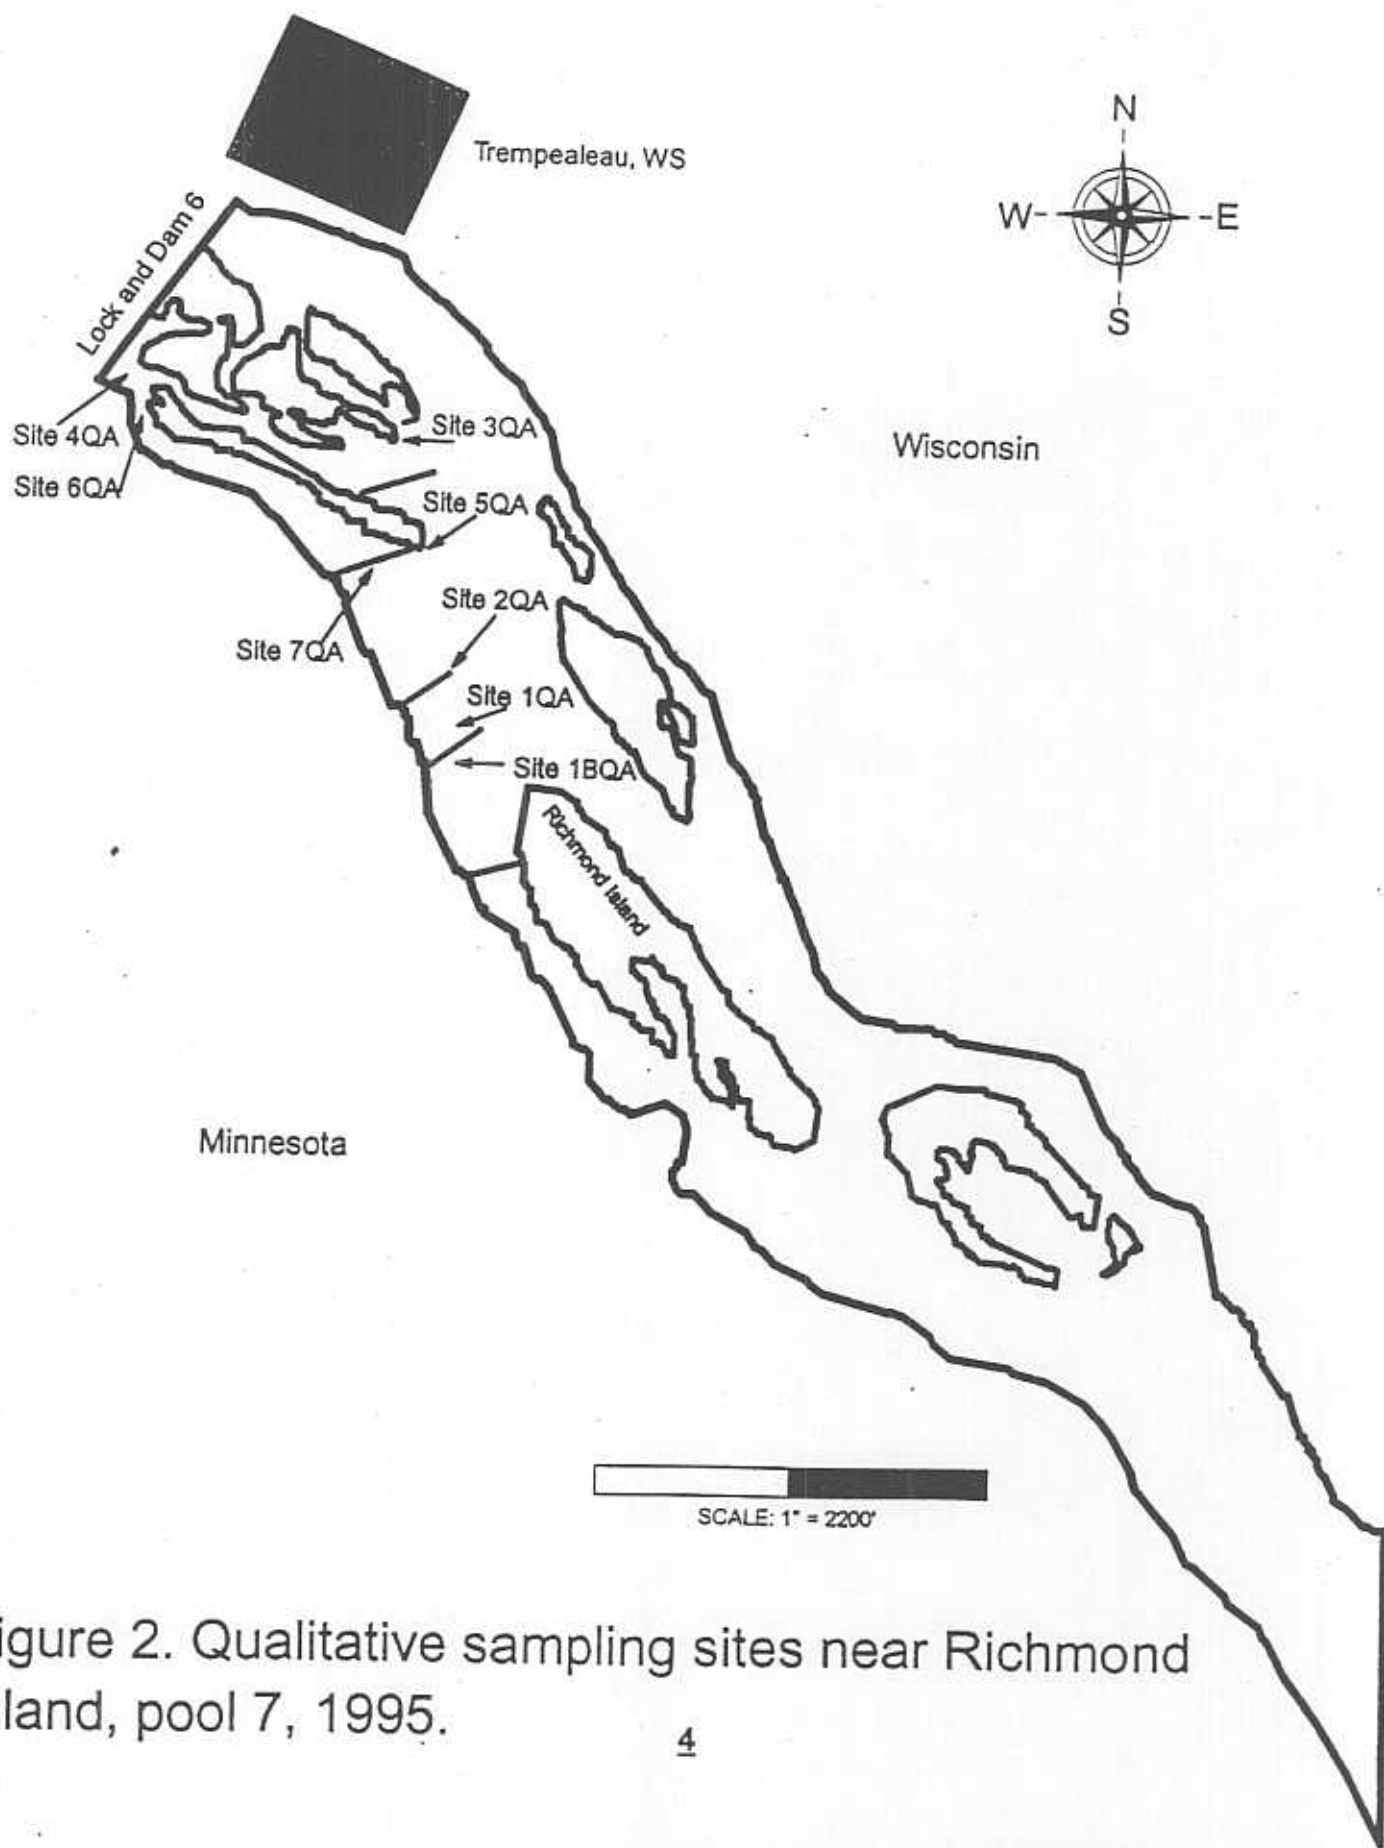 N
Trempealeau, WS
W
E
Lock and Dam 6
S
Site 3QA
Site 4QA
Wisconsin
Site 6QA
Site 5QA
Site 2QA
Site 7QA
Site 1QA
Site 1BQA
Richmond Island
Minnesota
SCALE: 1" = 2200'
igure 2. Qualitative sampling sites near Richmond
land, pool 7, 1995.
4